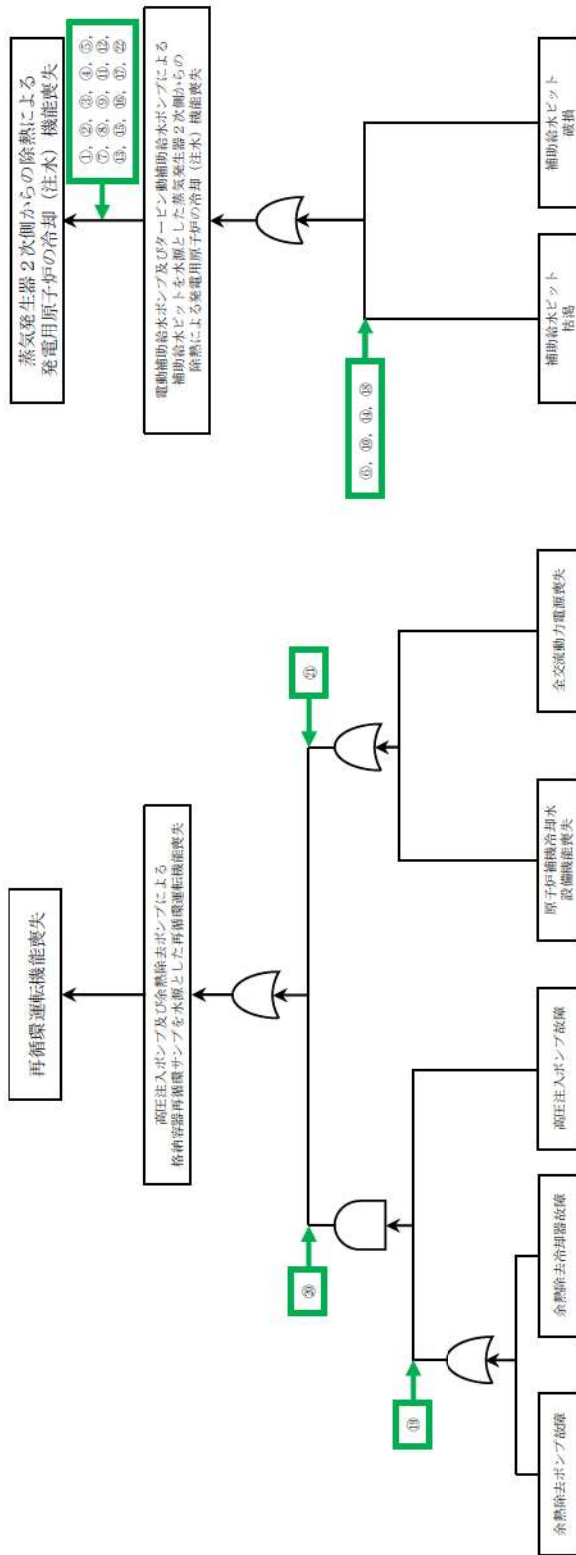 再循環運転機能喪失
高圧注入ポンプ及び余熱除去ポンプによる
格納容器再循環サンプを水源とした再循環運転機能喪失
⑳
㉑
⑲
余熱除去ポンプ故障
余熱除去冷却器故障
高圧注入ポンプ故障
原子炉補機冷却水
設備機能喪失
全交流動力電源喪失
蒸気発生器2次側からの除熱による
発電用原子炉の冷却（注水）機能喪失
①，②，③，④，⑤，
⑦，⑧，⑨，⑪，⑫，
⑬，⑮，⑯，⑰，㉒
電動補助給水ポンプ及びタービン動補助給水ポンプによる
補助給水ピットを水源とした蒸気発生器2次側からの
除熱による発電用原子炉の冷却（注水）機能喪失
⑥，⑩，⑭，⑱
補助給水ピット
枯渇
補助給水ピット
破損